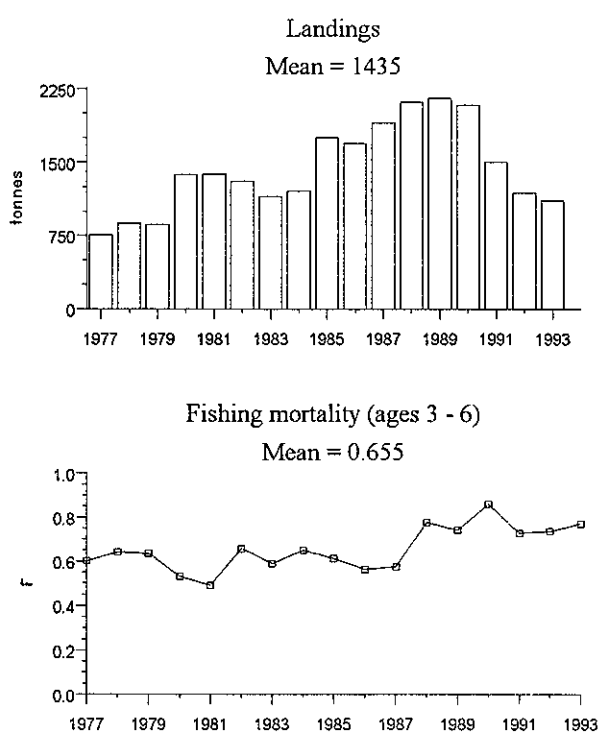 Landings
Mean = 1435
2250
1500
750
0
tonnes
1977 1979 1981 1983 1985 1987 1989 1991 1993
Fishing mortality (ages 3 - 6)
Mean = 0.655
1.0
0.8
0.6
0.4
0.2
0.0
F
1977 1979 1981 1983 1985 1987 1989 1991 1993